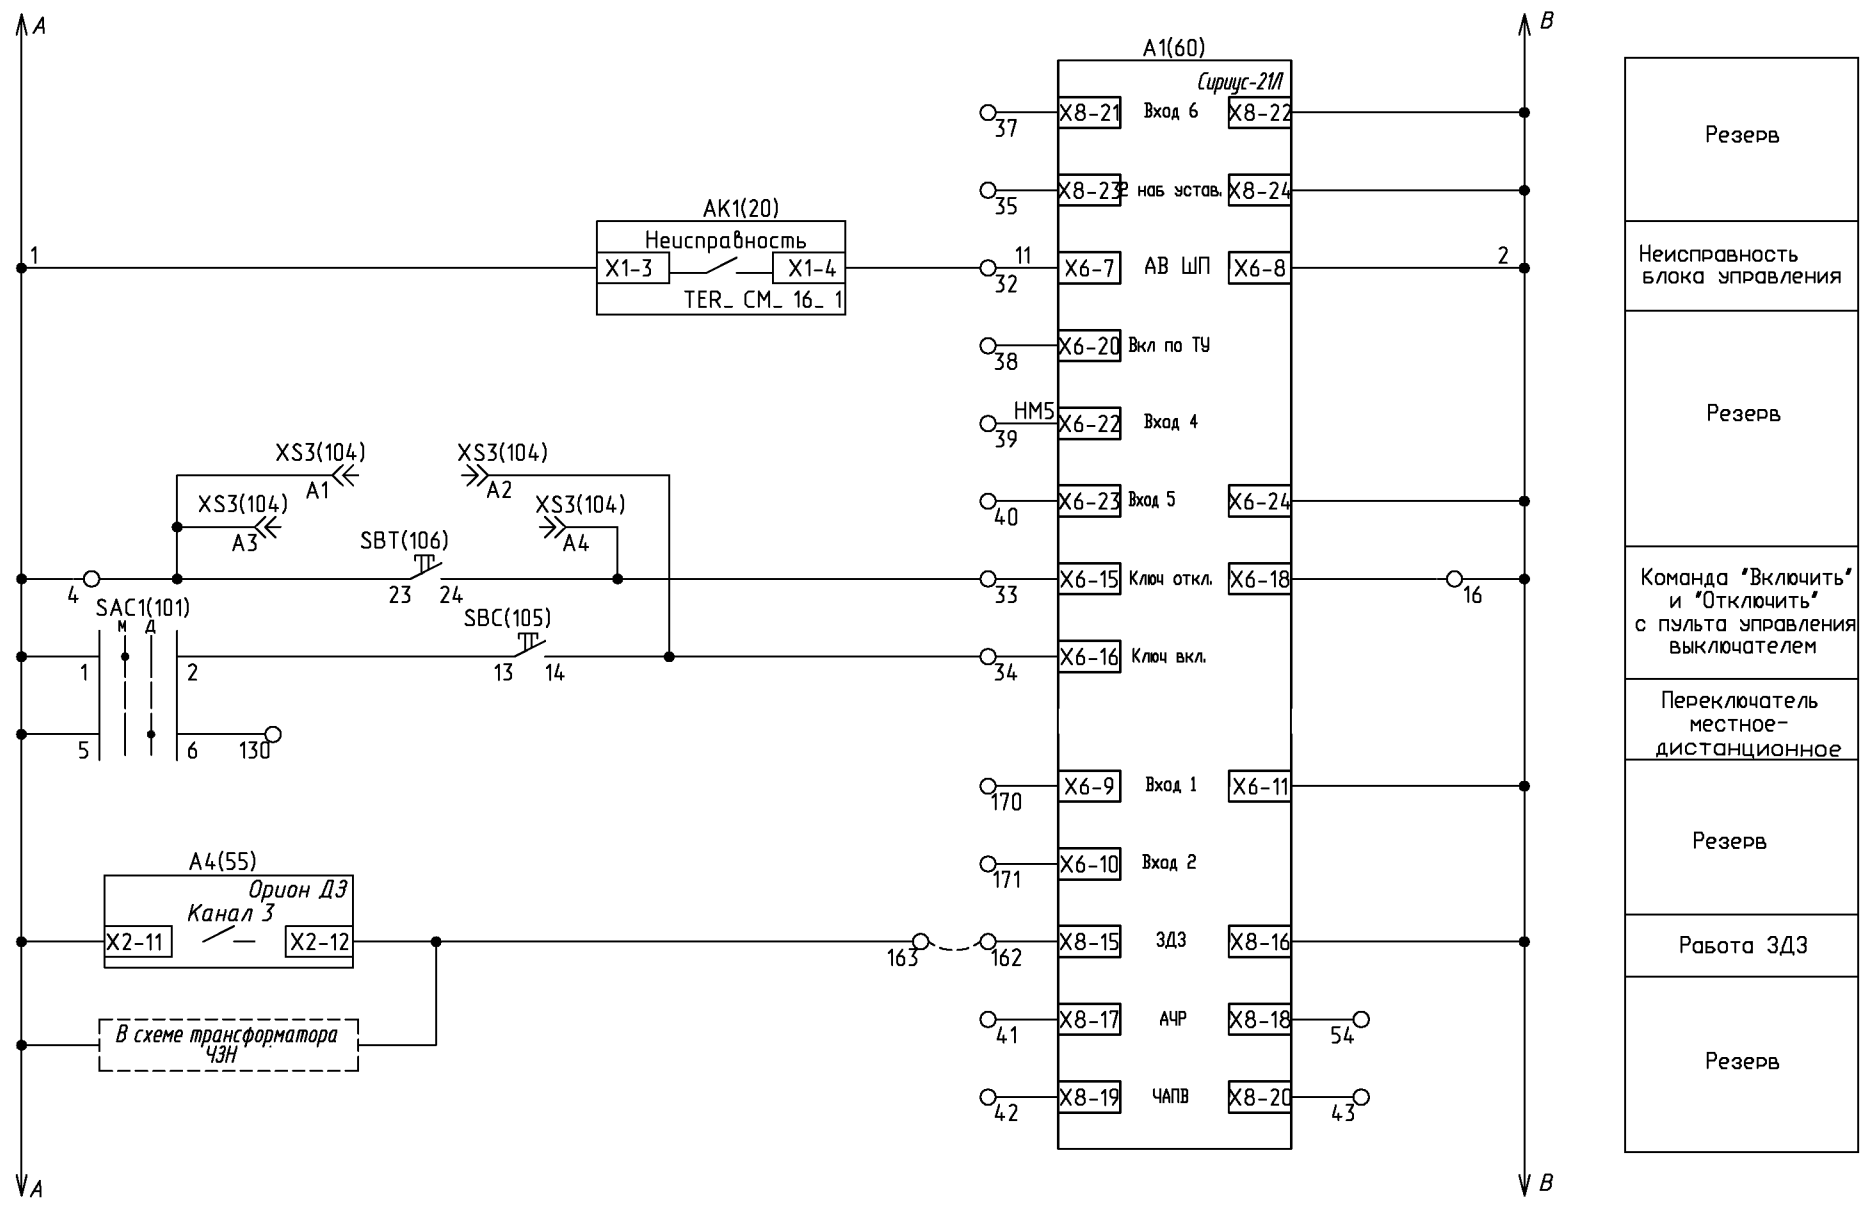 A
B
A1(60)
Сириус-21Л
37
X8-21
Вход 6
X8-22
Резерв
35
X8-23
2 наб устав.
X8-24
AK1(20)
Неисправность
1
X1-3
X1-4
TER_ CM_ 16_ 1
11
32
X6-7
АВ ШП
X6-8
2
Неисправность
блока управления
38
X6-20
Вкл по ТУ
НМ5
39
X6-22
Вход 4
Резерв
XS3(104)
A1
XS3(104)
A2
XS3(104)
A3
XS3(104)
A4
40
X6-23
Вход 5
X6-24
4
SBT(106)
23
24
33
X6-15
Ключ откл.
X6-18
16
Команда "Включить"
и "Отключить"
с пульта управления
выключателем
SAC1(101)
М
Д
1
2
SBC(105)
13
14
34
X6-16
Ключ вкл.
5
6
130
Переключатель
местное-
дистанционное
170
X6-9
Вход 1
X6-11
171
X6-10
Вход 2
Резерв
A4(55)
Орион ДЗ
Канал 3
X2-11
X2-12
163
162
X8-15
ЗДЗ
X8-16
Работа ЗДЗ
В схеме трансформатора
ЧЗН
41
X8-17
АЧР
X8-18
54
Резерв
42
X8-19
ЧАПВ
X8-20
43
A
B